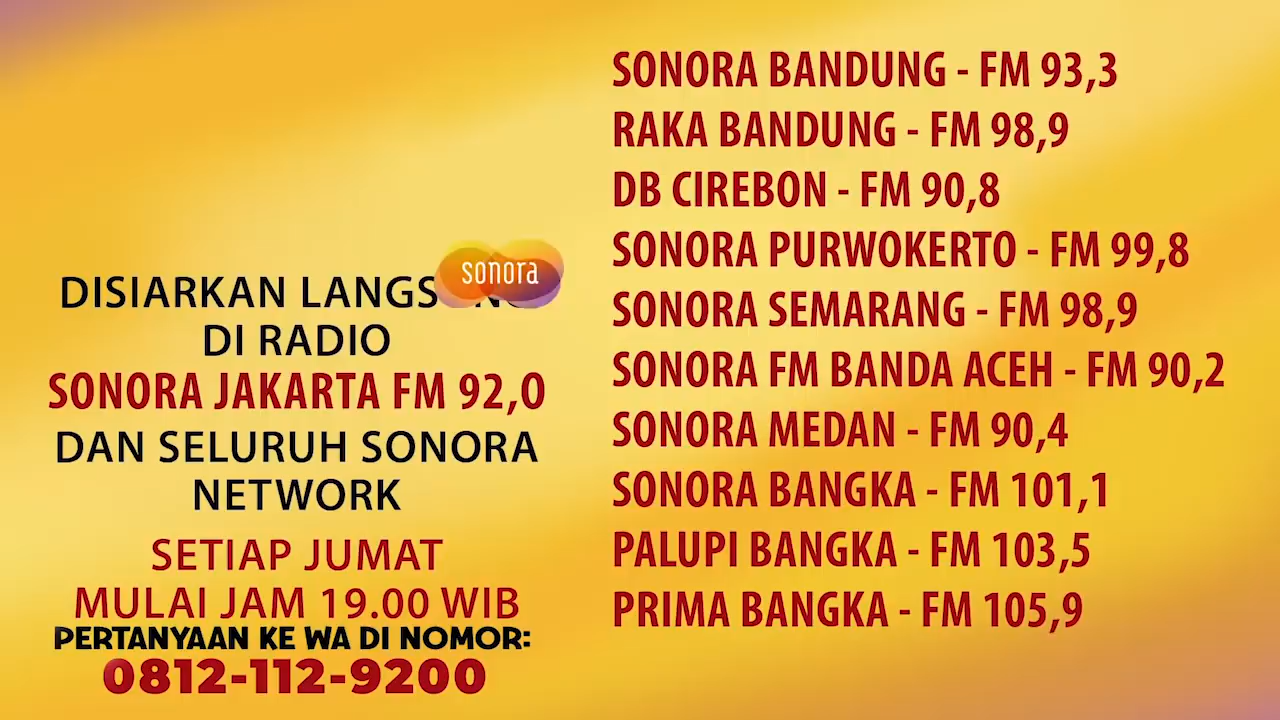 DISIARKAN LANGS
sonora
DI RADIO
SONORA JAKARTA FM 92,0
DAN SELURUH SONORA
NETWORK
SETIAP JUMAT
MULAI JAM 19.00 WIB
PERTANYAAN KE WA DI NOMOR:
0812-112-9200
SONORA BANDUNG - FM 93,3
RAKA BANDUNG - FM 98,9
DB CIREBON - FM 90,8
SONORA PURWOKERTO - FM 99,8
SONORA SEMARANG - FM 98,9
SONORA FM BANDA ACEH - FM 90,2
SONORA MEDAN - FM 90,4
SONORA BANGKA - FM 101,1
PALUPI BANGKA - FM 103,5
PRIMA BANGKA - FM 105,9